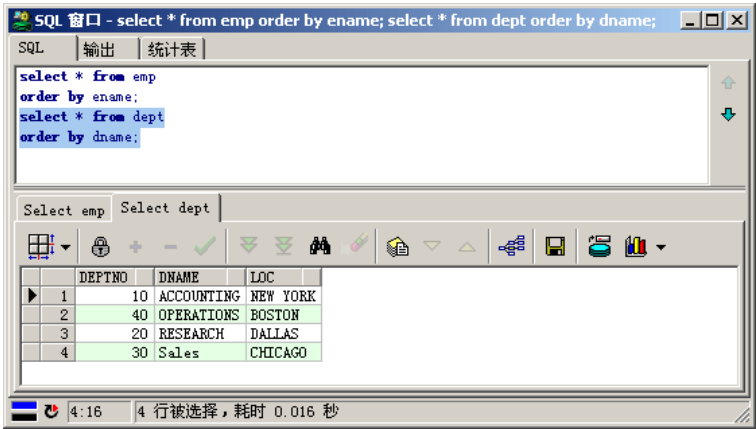 SQL 窗口 - select * from emp order by ename; select * from dept order by dname;
SQL 输出 统计表
select * from emp
order by ename;
select * from dept
order by dname;
Select emp Select dept
DEPTNO DNAME LOC
1 10 ACCOUNTING NEW YORK
2 40 OPERATIONS BOSTON
3 20 RESEARCH DALLAS
4 30 Sales CHICAGO
4:16 4 行被选择，耗时 0.016 秒